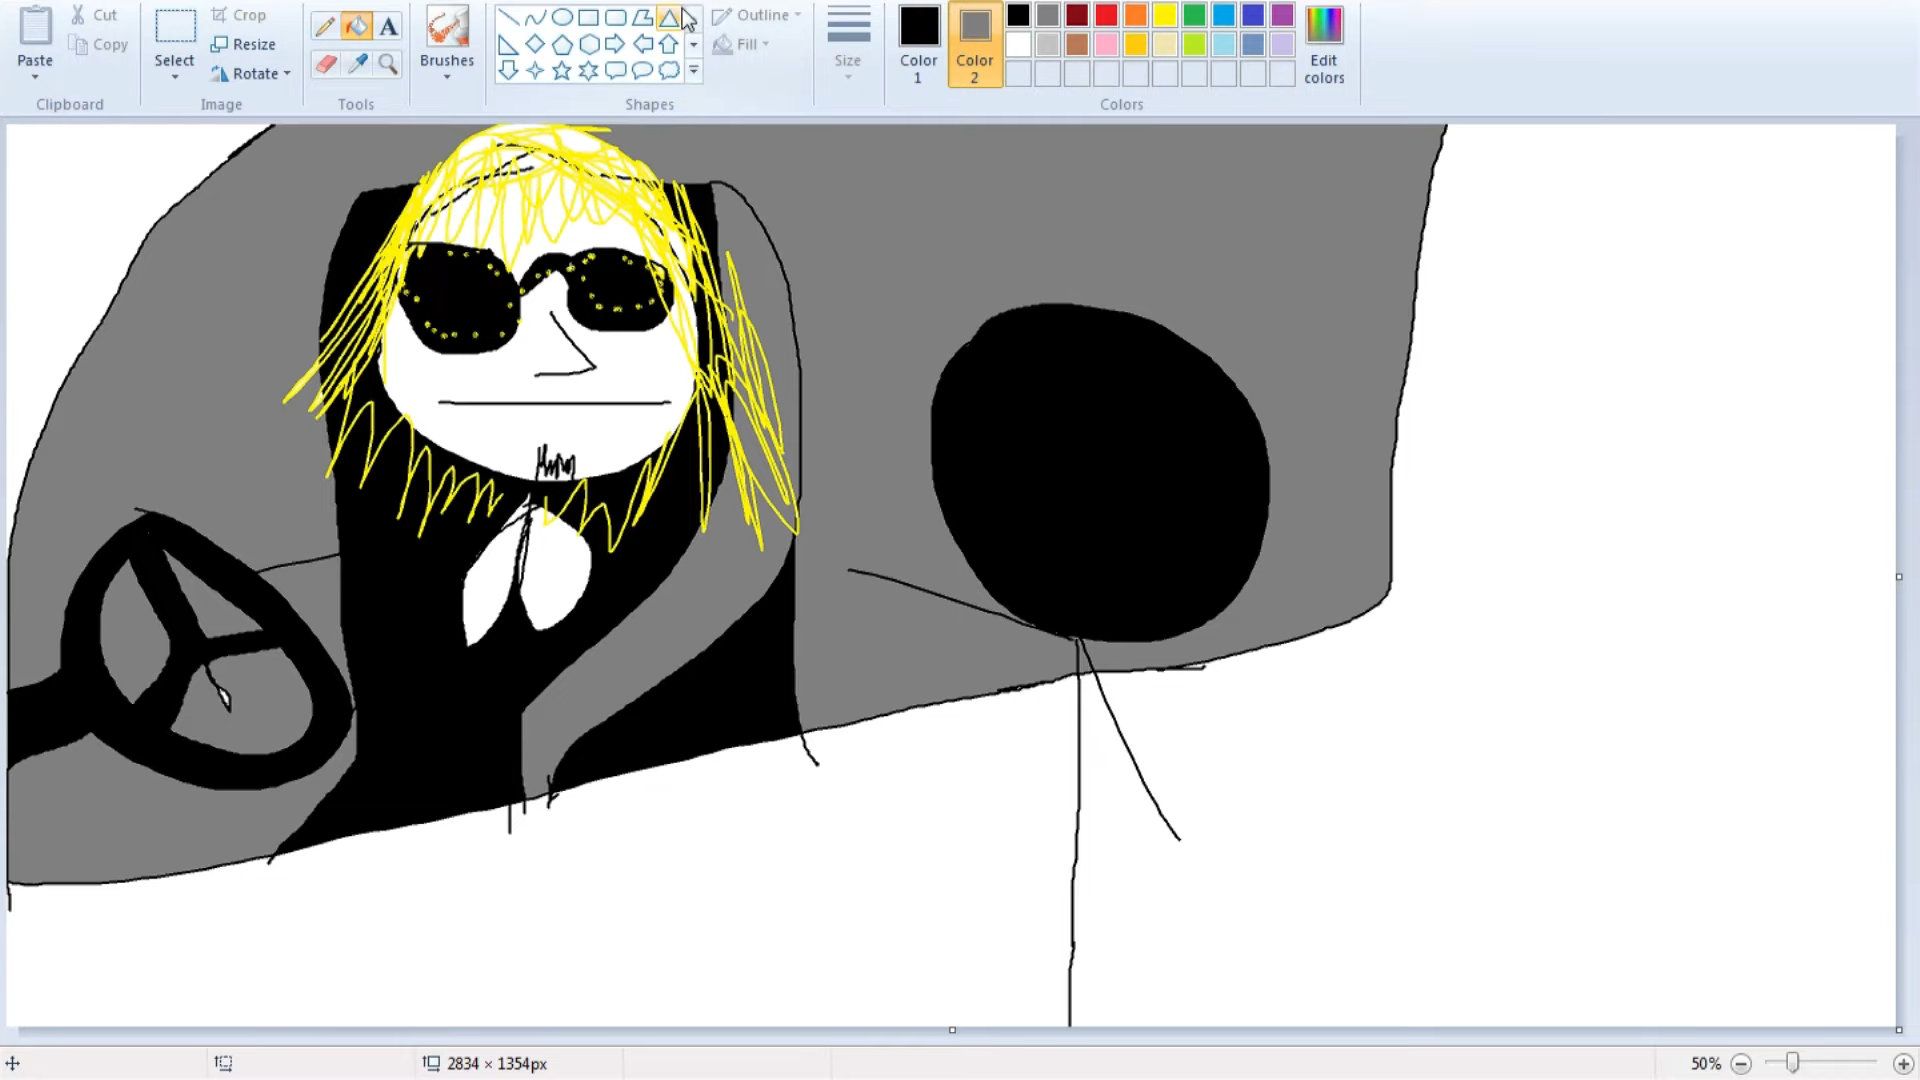 Paste
Cut
Copy
Clipboard
Select
Crop
Resize
Rotate
Image
A
Tools
Brushes
Shapes
Outline
Fill
Size
Color
1
Color
2
Edit
colors
Colors
2834 × 1354px
50%